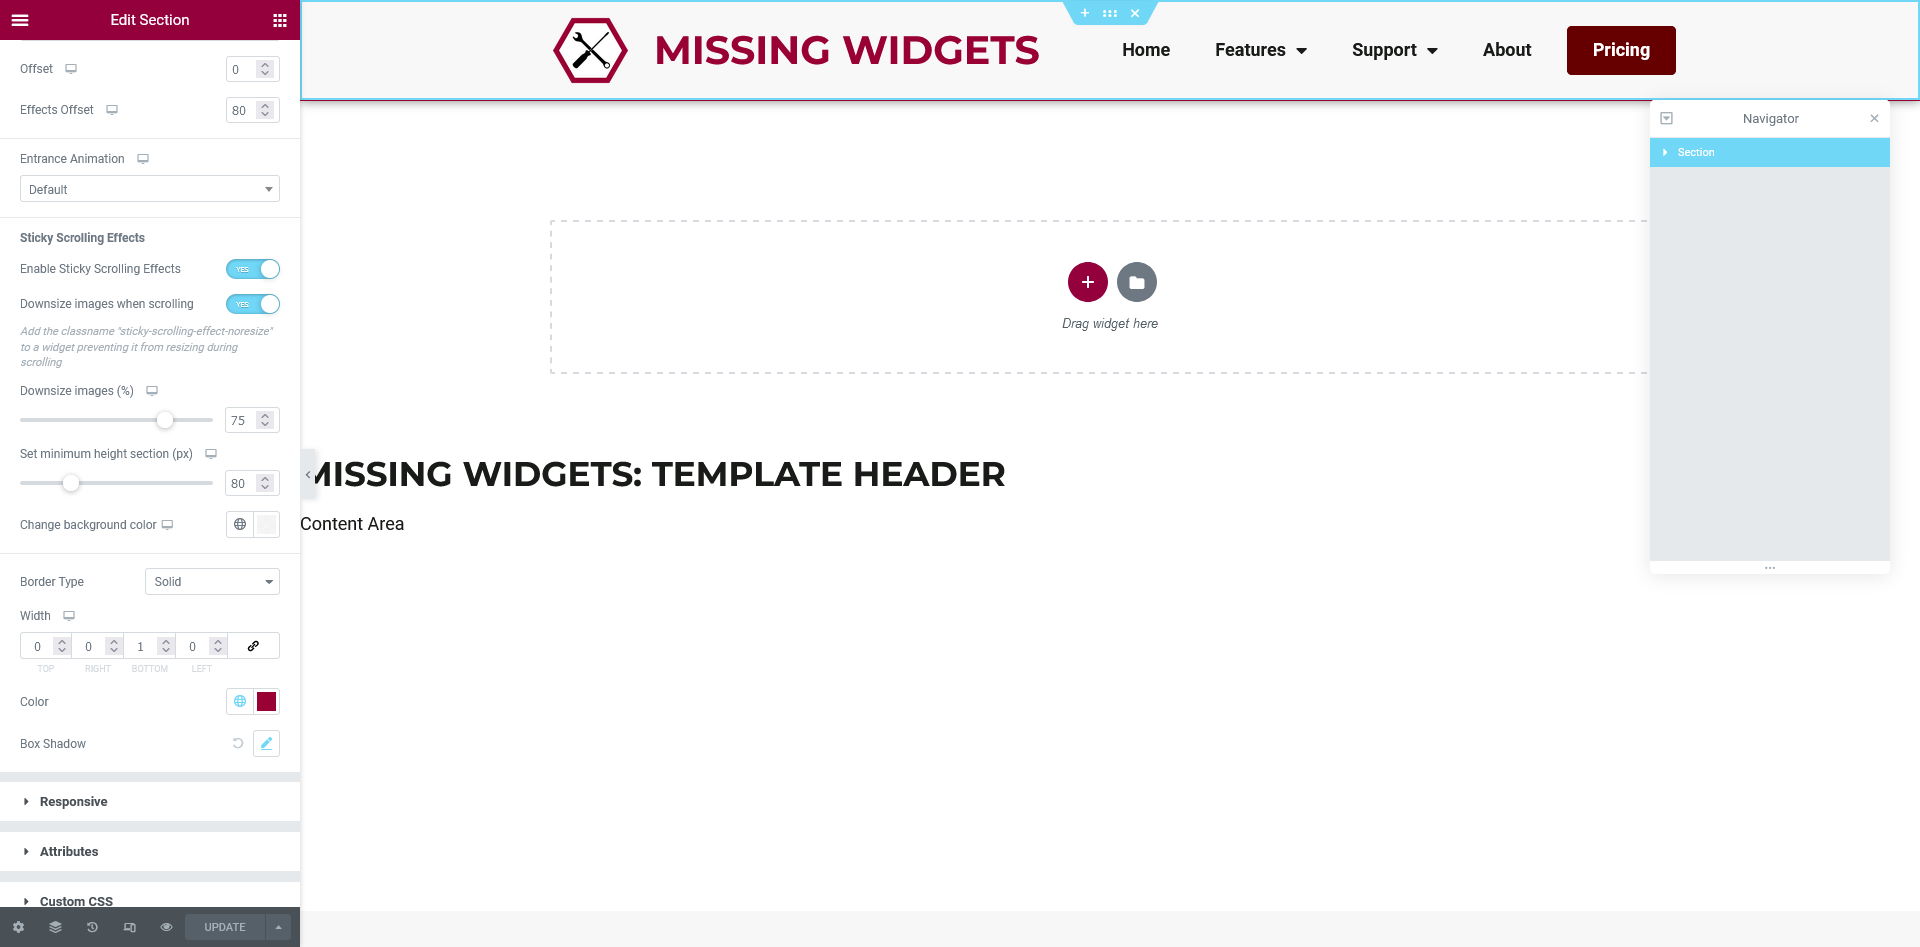 Edit Section
Offset 0
Effects Offset 80
Entrance Animation
Default
Sticky Scrolling Effects
Enable Sticky Scrolling Effects YES
Downsize images when scrolling YES
Add the classname "sticky-scrolling-effect-noresize"
to a widget preventing it from resizing during
scrolling
Downsize images (%)
75
Set minimum height section (px)
80
Change background color
Border Type Solid
Width
0 0 1 0
TOP RIGHT BOTTOM LEFT
Color
Box Shadow
Responsive
Attributes
Custom CSS
UPDATE
MISSING WIDGETS
Home Features Support About Pricing
Drag widget here
MISSING WIDGETS: TEMPLATE HEADER
Content Area
Navigator
Section